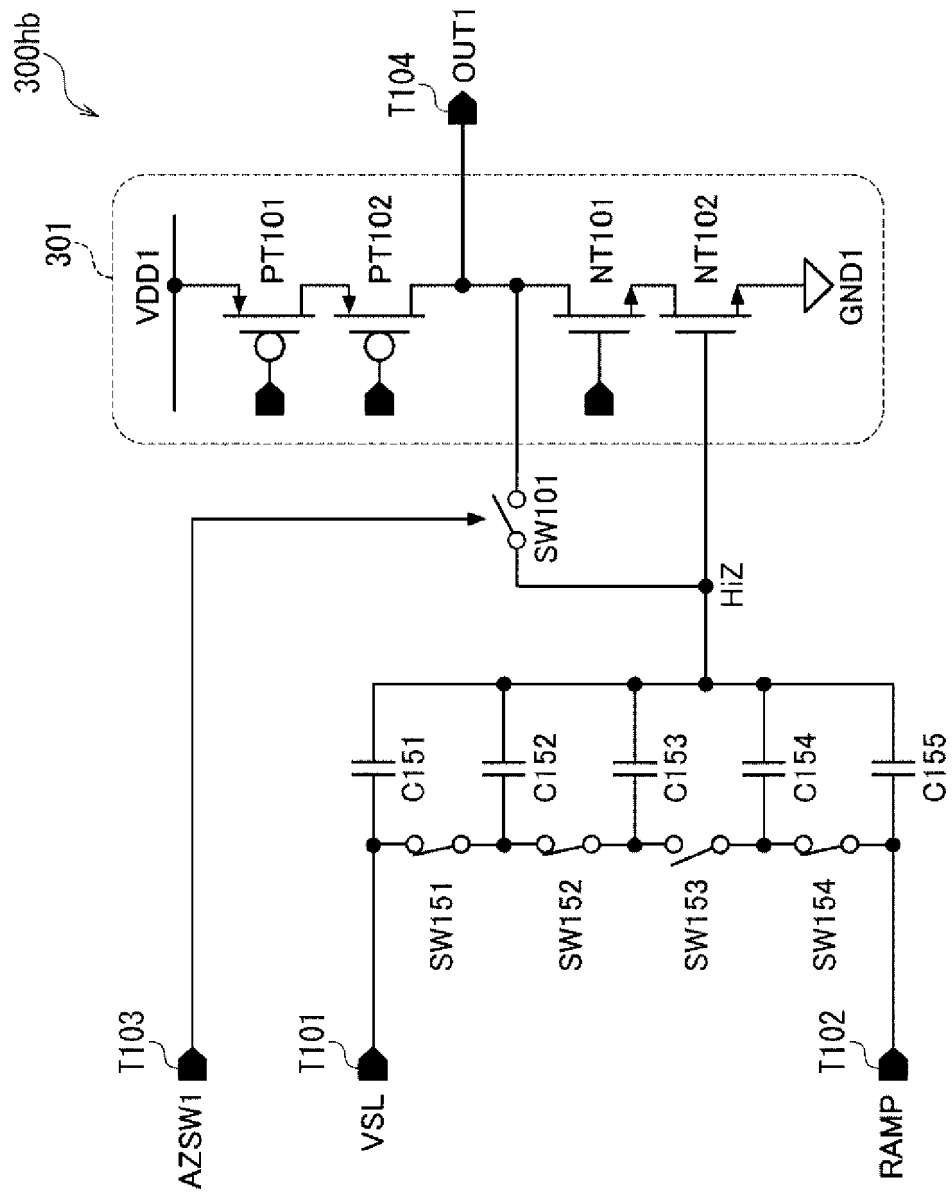 300hb
301
VDD1
PT101
PT102
T104
OUT1
NT101
NT102
GND1
SW101
HiZ
C151
C152
C153
C154
C155
SW151
SW152
SW153
SW154
T103
AZSW1
T101
VSL
T102
RAMP